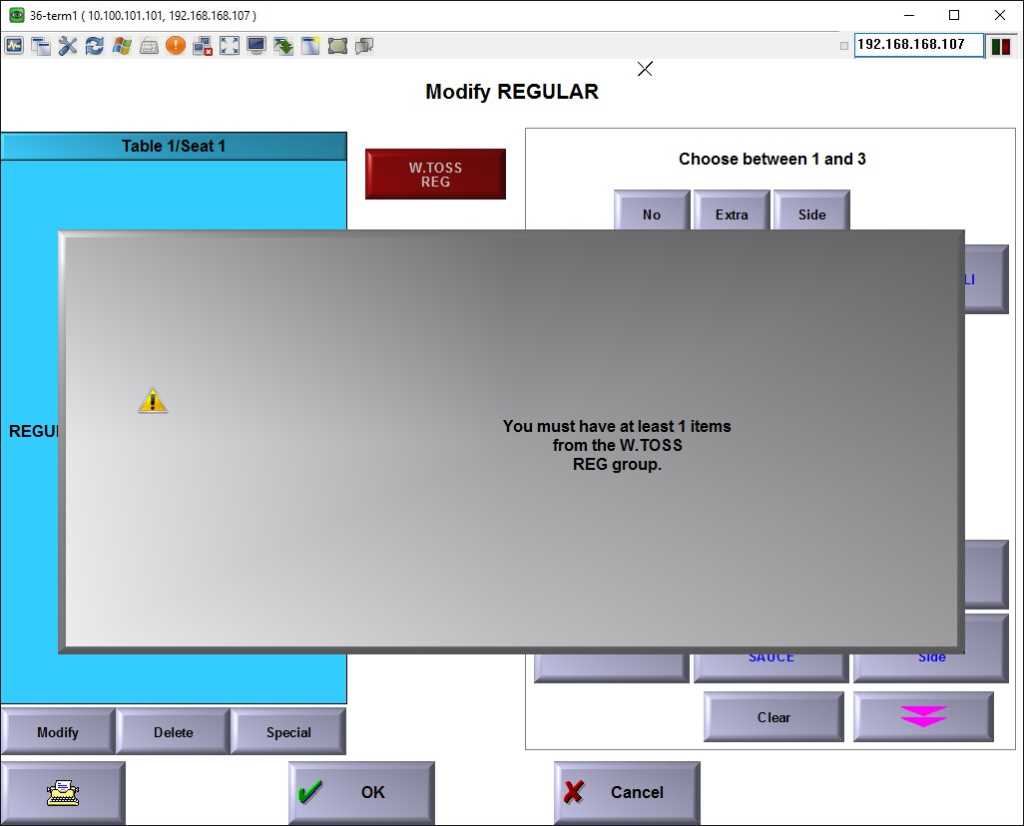 36-term1 ( 10.100.101.101, 192.168.168.107 )
192.168.168.107
Modify REGULAR
Table 1/Seat 1
W.TOSS
REG
Choose between 1 and 3
No
Extra
Side
LI
REGUI
You must have at least 1 items
from the W.TOSS
REG group.
SAUCE
Side
Clear
Modify
Delete
Special
OK
Cancel